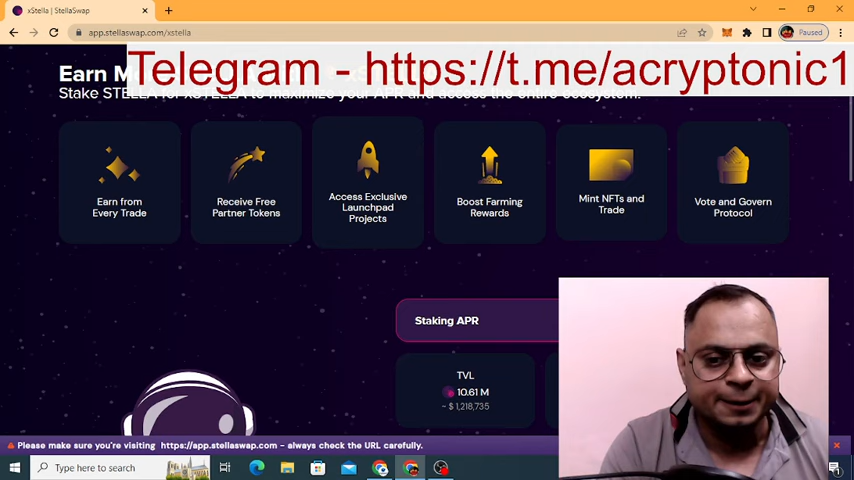 xStella | StellaSwap
app.stellaswap.com/xstella
Paused
Telegram - https://t.me/acryptonic1
Earn
Stake STELLA for xSTELLA to maximize your APR and access the entire ecosystem.
Earn from
Every Trade
Receive Free
Partner Tokens
Access Exclusive
Launchpad
Projects
Boost Farming
Rewards
Mint NFTs and
Trade
Vote and Govern
Protocol
Staking APR
TVL
10.61 M
~ $ 1,218,735
Please make sure you're visiting https://app.stellaswap.com - always check the URL carefully.
Type here to search